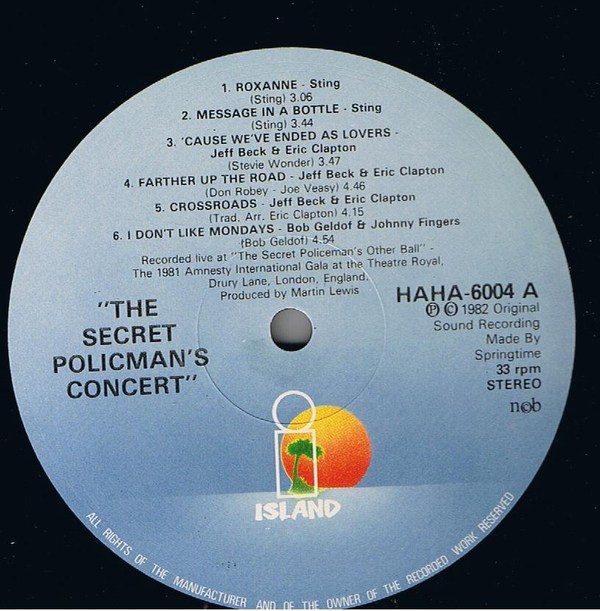 1. ROXANNE - Sting
(Sting) 3.06
2. MESSAGE IN A BOTTLE - Sting
(Sting) 3.44
3. 'CAUSE WE'VE ENDED AS LOVERS -
Jeff Beck & Eric Clapton
(Stevie Wonder) 3.47
4. FARTHER UP THE ROAD - Jeff Beck & Eric Clapton
(Don Robey - Joe Veasy) 4.46
5. CROSSROADS - Jeff Beck & Eric Clapton
(Trad. Arr. Eric Clapton) 4.15
6. I DON'T LIKE MONDAYS - Bob Geldof & Johnny Fingers
(Bob Geldof) 4.54
Recorded live at "The Secret Policeman's Other Ball" -
The 1981 Amnesty International Gala at the Theatre Royal,
Drury Lane, London, England.
Produced by Martin Lewis
"THE
SECRET
POLICMAN'S
CONCERT"
HAHA-6004 A
℗ © 1982 Original
Sound Recording
Made By
Springtime
33 rpm
STEREO
n©b
i
ISLAND
ALL RIGHTS OF THE MANUFACTURER AND OF THE OWNER OF THE RECORDED WORK RESERVED